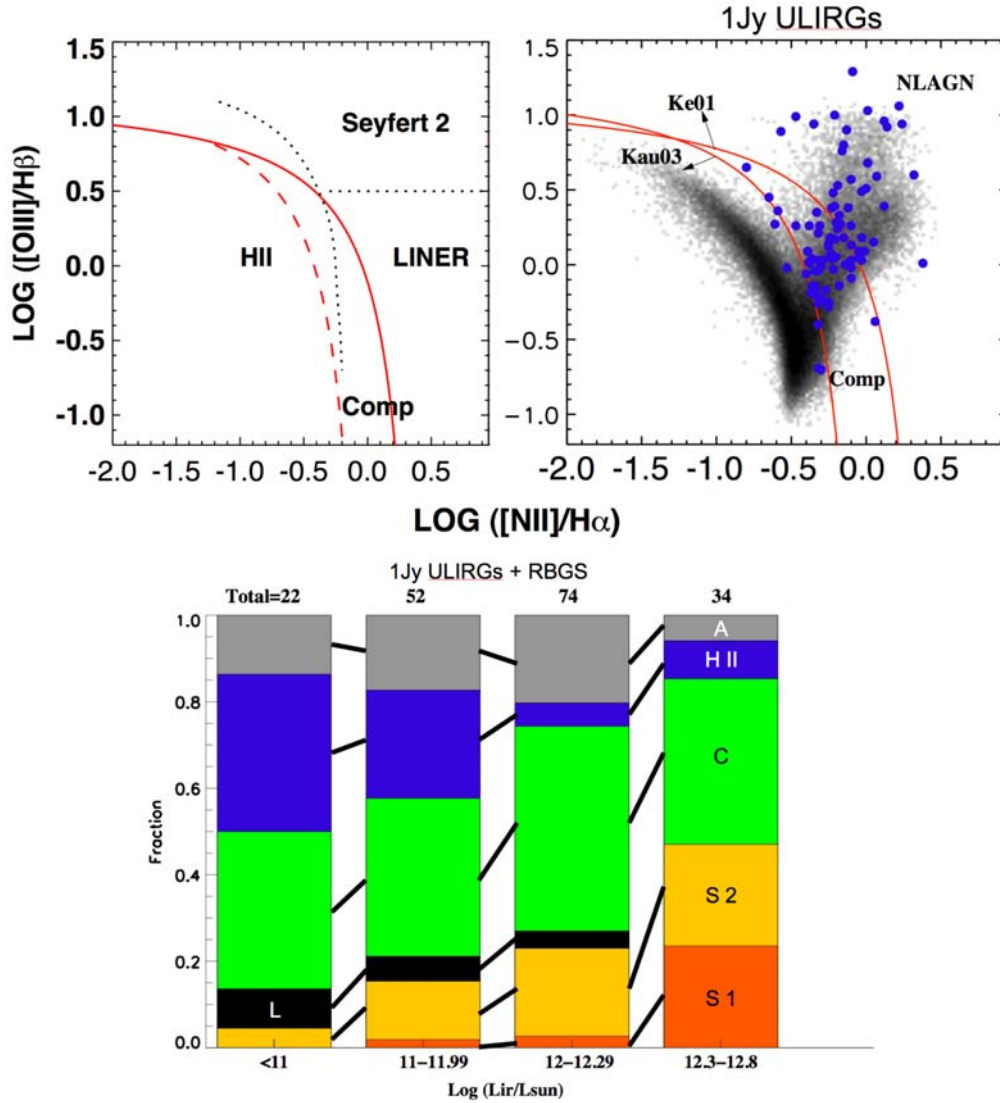 1Jy ULIRGs
LOG ([OIII]/Hβ)
1.5
1.0
0.5
0.0
-0.5
-1.0
Seyfert 2
HII
LINER
Comp
-2.0 -1.5 -1.0 -0.5 0.0 0.5
1.5
1.0
0.5
0.0
-0.5
-1.0
NLAGN
Ke01
Kau03
Comp
-2.0 -1.5 -1.0 -0.5 0.0 0.5
LOG ([NII]/Hα)
1Jy ULIRGs + RBGS
Total=22 52 74 34
Fraction
1.0
0.8
0.6
0.4
0.2
0.0
A
H II
C
S 2
S 1
L
<11 11-11.99 12-12.29 12.3-12.8
Log (Lir/Lsun)